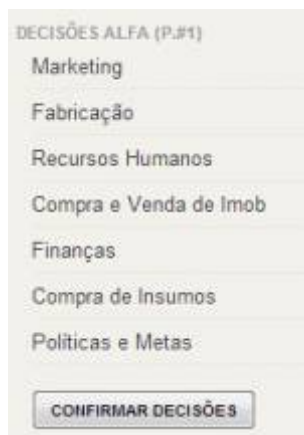 DECISÕES ALFA (P.#1)
Marketing
Fabricação
Recursos Humanos
Compra e Venda de Imob
Finanças
Compra de Insumos
Políticas e Metas
CONFIRMAR DECISÕES